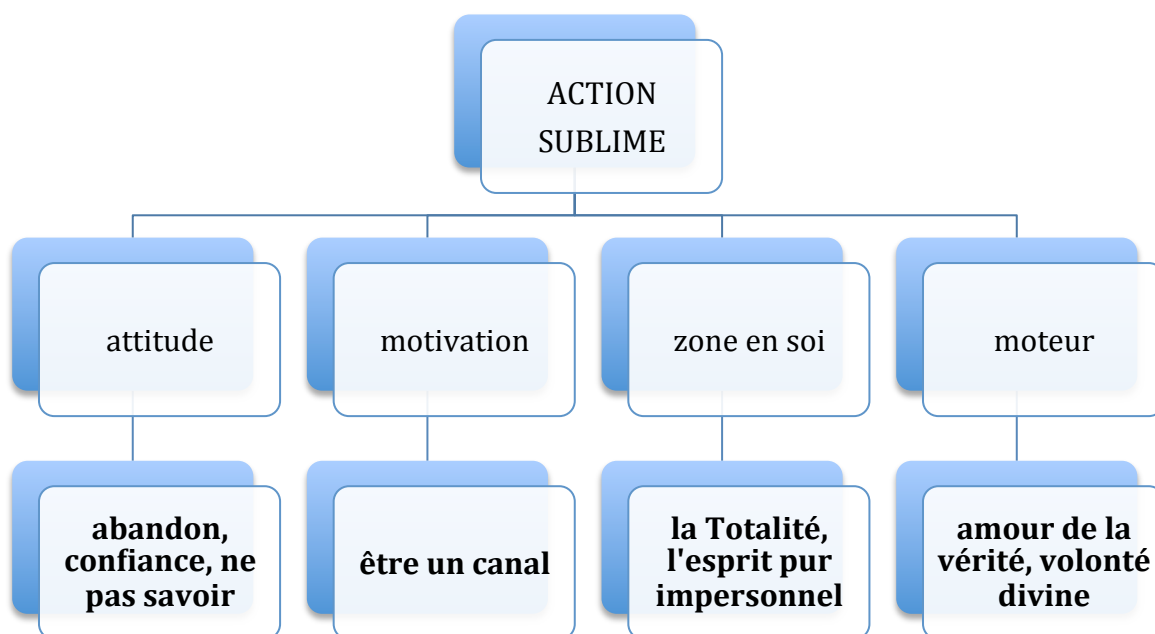 ACTION
SUBLIME
attitude
motivation
zone en soi
moteur
abandon,
confiance, ne
pas savoir
être un canal
la Totalité,
l'esprit pur
impersonnel
amour de la
vérité, volonté
divine